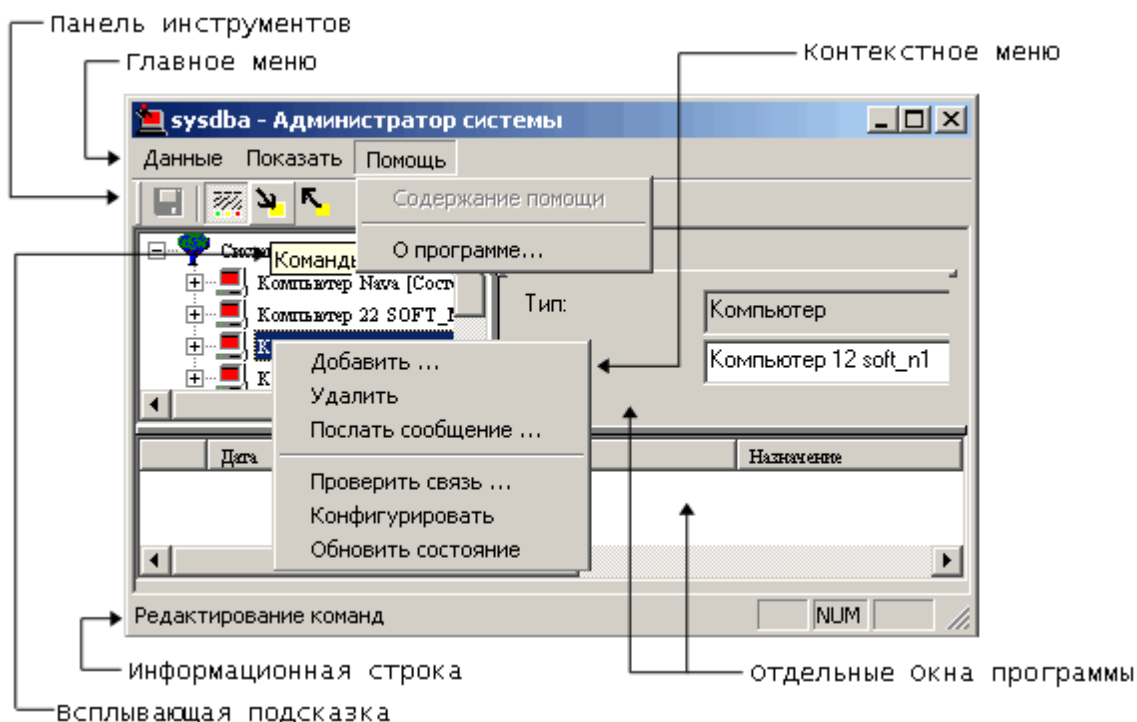 Панель инструментов
Главное меню
Контекстное меню
sysdba - Администратор системы
Данные Показать Помощь
Содержание помощи
О программе...
Команды
Компьютер Nava [Сост
Тип:
Компьютер
Компьютер 22 SOFT_
К
Компьютер 12 soft_n1
К
Добавить ...
Удалить
Послать сообщение ...
Дата
Назначение
Проверить связь ...
Конфигурировать
Обновить состояние
Редактирование команд
NUM
Информационная строка
Отдельные окна программы
Всплывающая подсказка